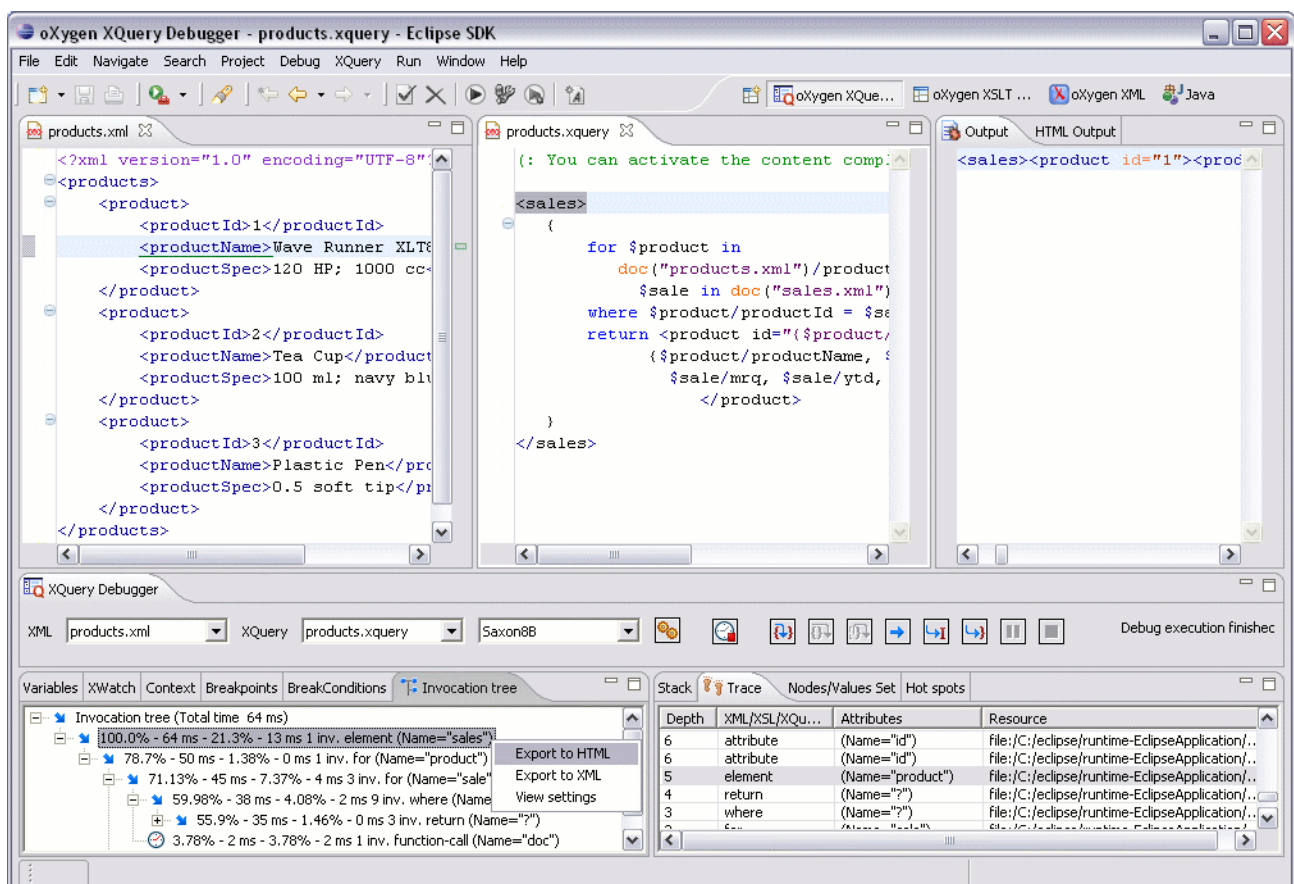 oXygen XQuery Debugger - products.xquery - Eclipse SDK
File Edit Navigate Search Project Debug XQuery Run Window Help
oXygen XQue... oXygen XSLT ... oXygen XML Java
products.xml
<?xml version="1.0" encoding="UTF-8"?
<products>
<product>
<productId>1</productId>
<productName>Wave Runner XLT8
<productSpec>120 HP; 1000 cc<
</product>
<product>
<productId>2</productId>
<productName>Tea Cup</product
<productSpec>100 ml; navy blu
</product>
<product>
<productId>3</productId>
<productName>Plastic Pen</pro
<productSpec>0.5 soft tip</pr
</product>
</products>
products.xquery
(: You can activate the content compl
<sales>
{
for $product in
doc("products.xml")/product
$sale in doc("sales.xml")
where $product/productId = $sa
return <product id="{$product/
{$product/productName, $
$sale/mrq, $sale/ytd,
</product>
}
</sales>
Output HTML Output
<sales><product id="1"><prod
XQuery Debugger
XML products.xml XQuery products.xquery Saxon8B Debug execution finishec
Variables XWatch Context Breakpoints BreakConditions Invocation tree
Invocation tree (Total time 64 ms)
100.0% - 64 ms - 21.3% - 13 ms 1 inv. element (Name="sales")
78.7% - 50 ms - 1.38% - 0 ms 1 inv. for (Name="product")
71.13% - 45 ms - 7.37% - 4 ms 3 inv. for (Name="sale"
59.98% - 38 ms - 4.08% - 2 ms 9 inv. where (Name
55.9% - 35 ms - 1.46% - 0 ms 3 inv. return (Name="?")
3.78% - 2 ms - 3.78% - 2 ms 1 inv. function-call (Name="doc")
Export to HTML
Export to XML
View settings
Stack Trace Nodes/Values Set Hot spots
Depth XML/XSL/XQu... Attributes Resource
6 attribute (Name="id") file:/C:/eclipse/runtime-EclipseApplication/..
6 attribute (Name="id") file:/C:/eclipse/runtime-EclipseApplication/..
5 element (Name="product") file:/C:/eclipse/runtime-EclipseApplication/..
4 return (Name="?") file:/C:/eclipse/runtime-EclipseApplication/..
3 where (Name="?") file:/C:/eclipse/runtime-EclipseApplication/..